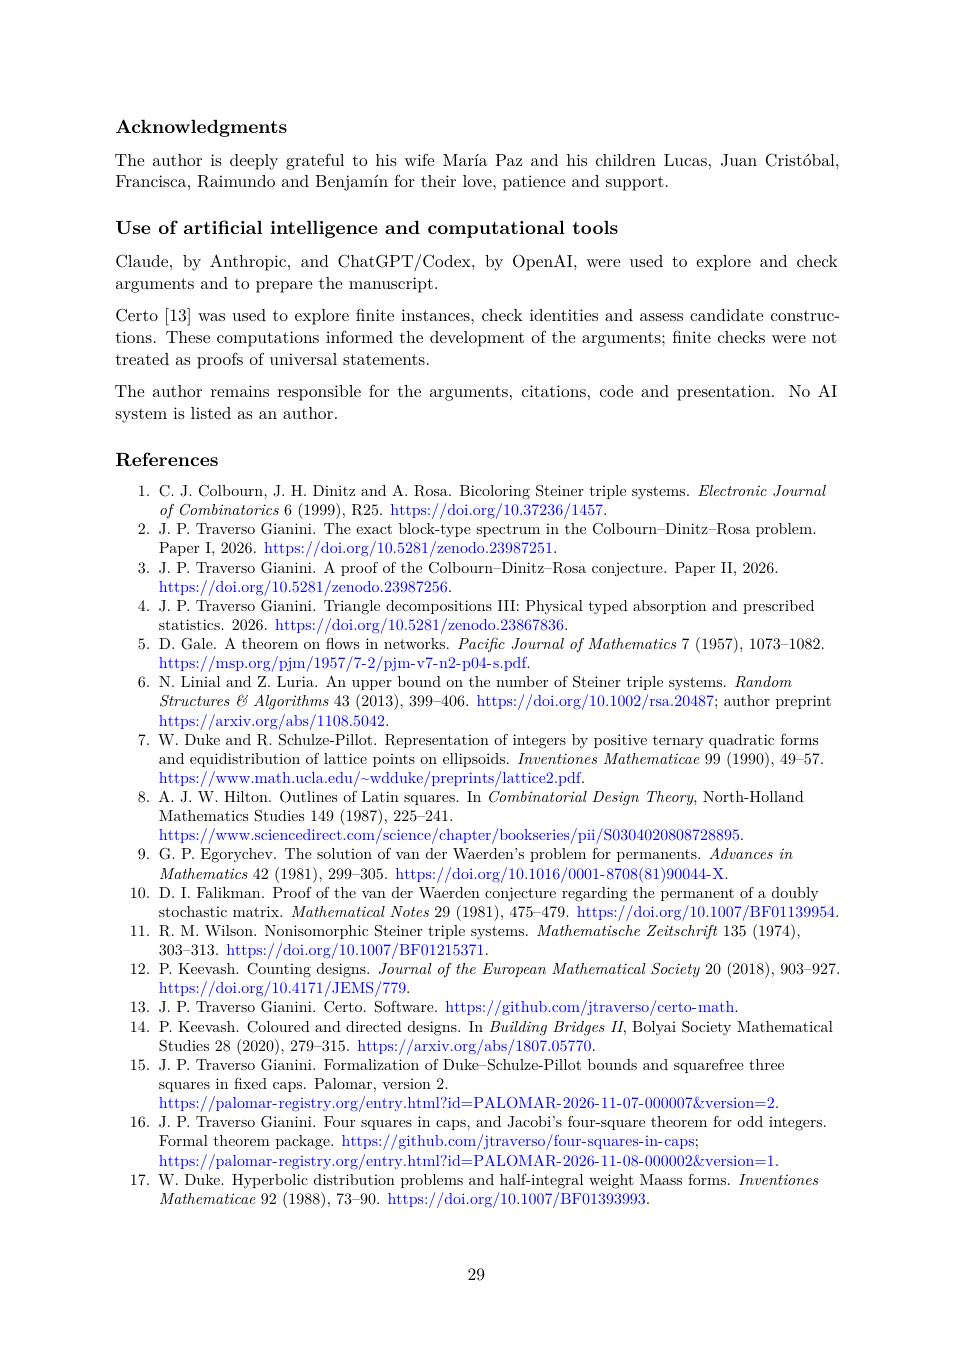 Acknowledgments
The author is deeply grateful to his wife María Paz and his children Lucas, Juan Cristóbal,
Francisca, Raimundo and Benjamín for their love, patience and support.
Use of artificial intelligence and computational tools
Claude, by Anthropic, and ChatGPT/Codex, by OpenAI, were used to explore and check
arguments and to prepare the manuscript.
Certo [13] was used to explore finite instances, check identities and assess candidate construc-
tions. These computations informed the development of the arguments; finite checks were not
treated as proofs of universal statements.
The author remains responsible for the arguments, citations, code and presentation. No AI
system is listed as an author.
References
1. C. J. Colbourn, J. H. Dinitz and A. Rosa. Bicoloring Steiner triple systems. Electronic Journal
of Combinatorics 6 (1999), R25. https://doi.org/10.37236/1457.
2. J. P. Traverso Gianini. The exact block-type spectrum in the Colbourn–Dinitz–Rosa problem.
Paper I, 2026. https://doi.org/10.5281/zenodo.23987251.
3. J. P. Traverso Gianini. A proof of the Colbourn–Dinitz–Rosa conjecture. Paper II, 2026.
https://doi.org/10.5281/zenodo.23987256.
4. J. P. Traverso Gianini. Triangle decompositions III: Physical typed absorption and prescribed
statistics. 2026. https://doi.org/10.5281/zenodo.23867836.
5. D. Gale. A theorem on flows in networks. Pacific Journal of Mathematics 7 (1957), 1073–1082.
https://msp.org/pjm/1957/7-2/pjm-v7-n2-p04-s.pdf.
6. N. Linial and Z. Luria. An upper bound on the number of Steiner triple systems. Random
Structures & Algorithms 43 (2013), 399–406. https://doi.org/10.1002/rsa.20487; author preprint
https://arxiv.org/abs/1108.5042.
7. W. Duke and R. Schulze-Pillot. Representation of integers by positive ternary quadratic forms
and equidistribution of lattice points on ellipsoids. Inventiones Mathematicae 99 (1990), 49–57.
https://www.math.ucla.edu/~wdduke/preprints/lattice2.pdf.
8. A. J. W. Hilton. Outlines of Latin squares. In Combinatorial Design Theory, North-Holland
Mathematics Studies 149 (1987), 225–241.
https://www.sciencedirect.com/science/chapter/bookseries/pii/S0304020808728895.
9. G. P. Egorychev. The solution of van der Waerden's problem for permanents. Advances in
Mathematics 42 (1981), 299–305. https://doi.org/10.1016/0001-8708(81)90044-X.
10. D. I. Falikman. Proof of the van der Waerden conjecture regarding the permanent of a doubly
stochastic matrix. Mathematical Notes 29 (1981), 475–479. https://doi.org/10.1007/BF01139954.
11. R. M. Wilson. Nonisomorphic Steiner triple systems. Mathematische Zeitschrift 135 (1974),
303–313. https://doi.org/10.1007/BF01215371.
12. P. Keevash. Counting designs. Journal of the European Mathematical Society 20 (2018), 903–927.
https://doi.org/10.4171/JEMS/779.
13. J. P. Traverso Gianini. Certo. Software. https://github.com/jtraverso/certo-math.
14. P. Keevash. Coloured and directed designs. In Building Bridges II, Bolyai Society Mathematical
Studies 28 (2020), 279–315. https://arxiv.org/abs/1807.05770.
15. J. P. Traverso Gianini. Formalization of Duke–Schulze-Pillot bounds and squarefree three
squares in fixed caps. Palomar, version 2.
https://palomar-registry.org/entry.html?id=PALOMAR-2026-11-07-000007&version=2.
16. J. P. Traverso Gianini. Four squares in caps, and Jacobi's four-square theorem for odd integers.
Formal theorem package. https://github.com/jtraverso/four-squares-in-caps;
https://palomar-registry.org/entry.html?id=PALOMAR-2026-11-08-000002&version=1.
17. W. Duke. Hyperbolic distribution problems and half-integral weight Maass forms. Inventiones
Mathematicae 92 (1988), 73–90. https://doi.org/10.1007/BF01393993.
29